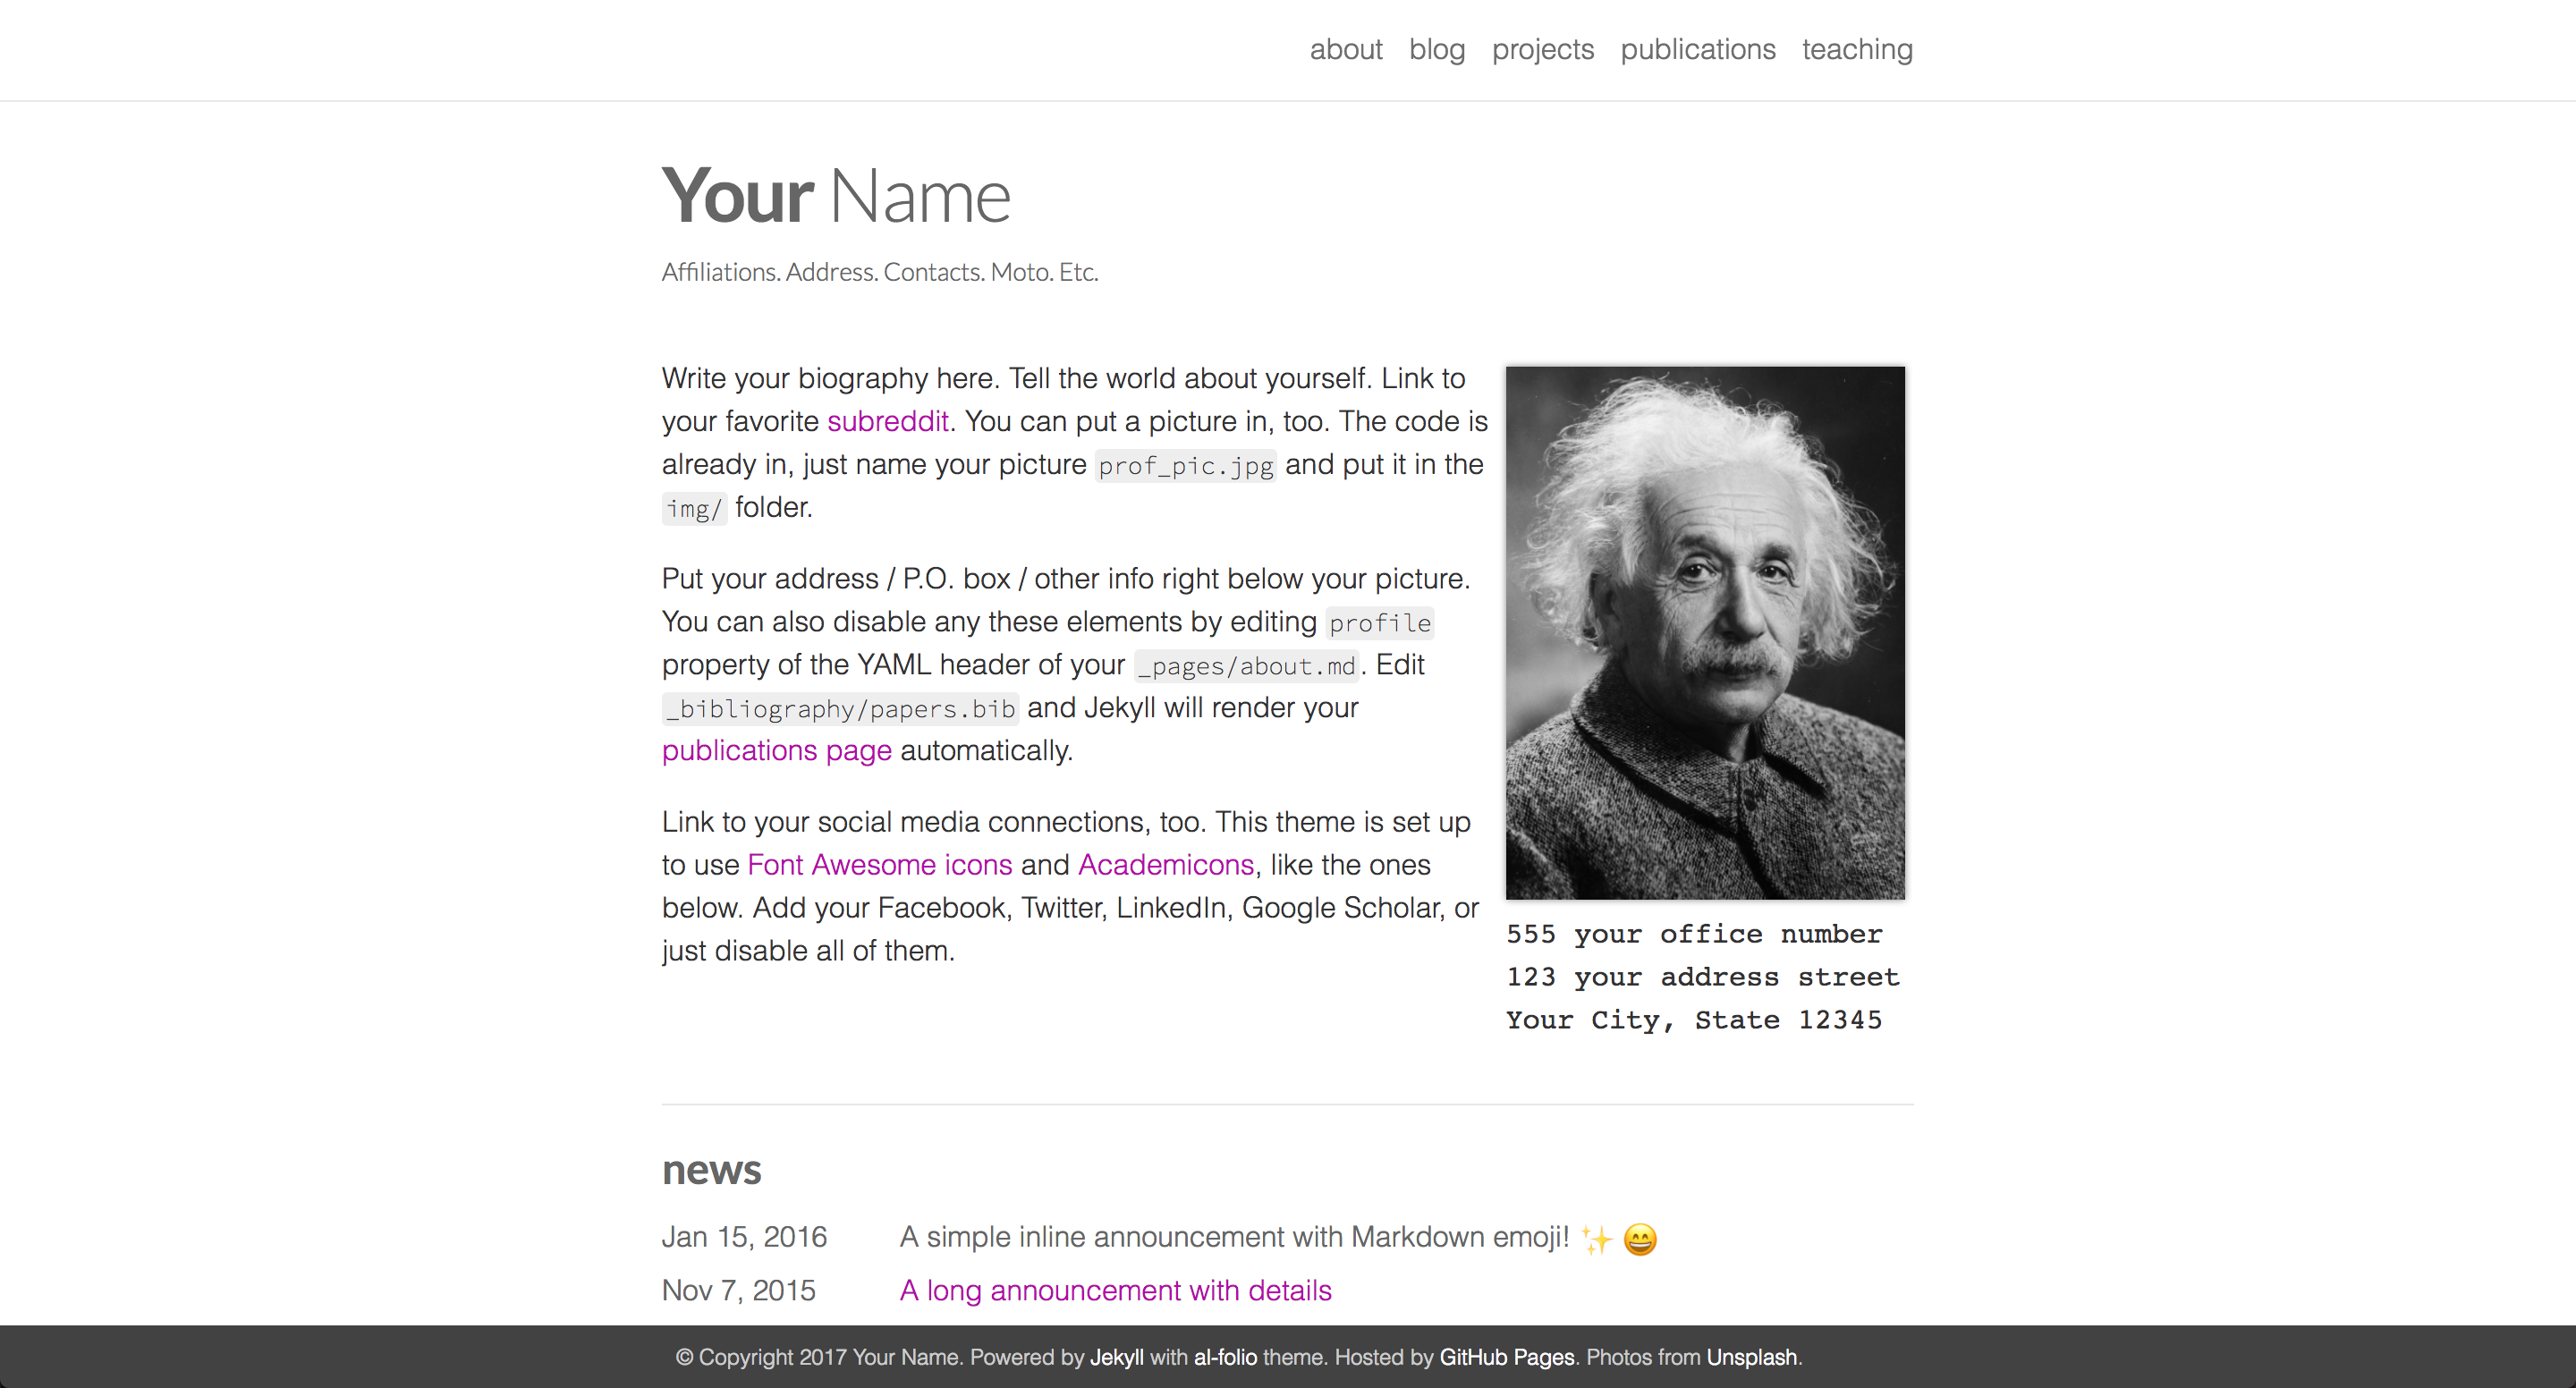 about blog projects publications teaching
Your Name
Affiliations. Address. Contacts. Moto. Etc.
Write your biography here. Tell the world about yourself. Link to
your favorite subreddit. You can put a picture in, too. The code is
already in, just name your picture prof_pic.jpg and put it in the
img/ folder.
Put your address / P.O. box / other info right below your picture.
You can also disable any these elements by editing profile
property of the YAML header of your _pages/about.md. Edit
_bibliography/papers.bib and Jekyll will render your
publications page automatically.
Link to your social media connections, too. This theme is set up
to use Font Awesome icons and Academicons, like the ones
below. Add your Facebook, Twitter, LinkedIn, Google Scholar, or
just disable all of them.
555 your office number
123 your address street
Your City, State 12345
news
Jan 15, 2016 A simple inline announcement with Markdown emoji! ✨ 😄
Nov 7, 2015 A long announcement with details
© Copyright 2017 Your Name. Powered by Jekyll with al-folio theme. Hosted by GitHub Pages. Photos from Unsplash.